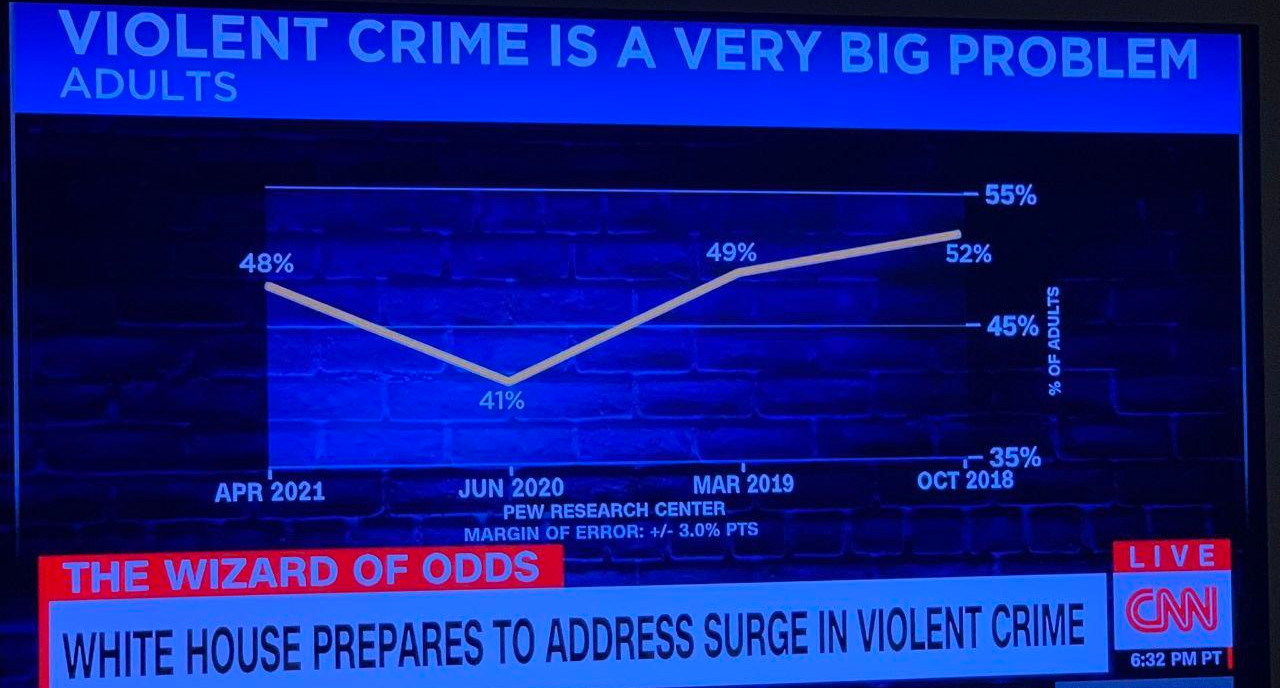 VIOLENT CRIME IS A VERY BIG PROBLEM
ADULTS
55%
48%
49%
52%
45%
% OF ADULTS
41%
35%
APR 2021 JUN 2020 MAR 2019 OCT 2018
PEW RESEARCH CENTER
MARGIN OF ERROR: +/- 3.0% PTS
THE WIZARD OF ODDS
WHITE HOUSE PREPARES TO ADDRESS SURGE IN VIOLENT CRIME
LIVE
CNN
6:32 PM PT